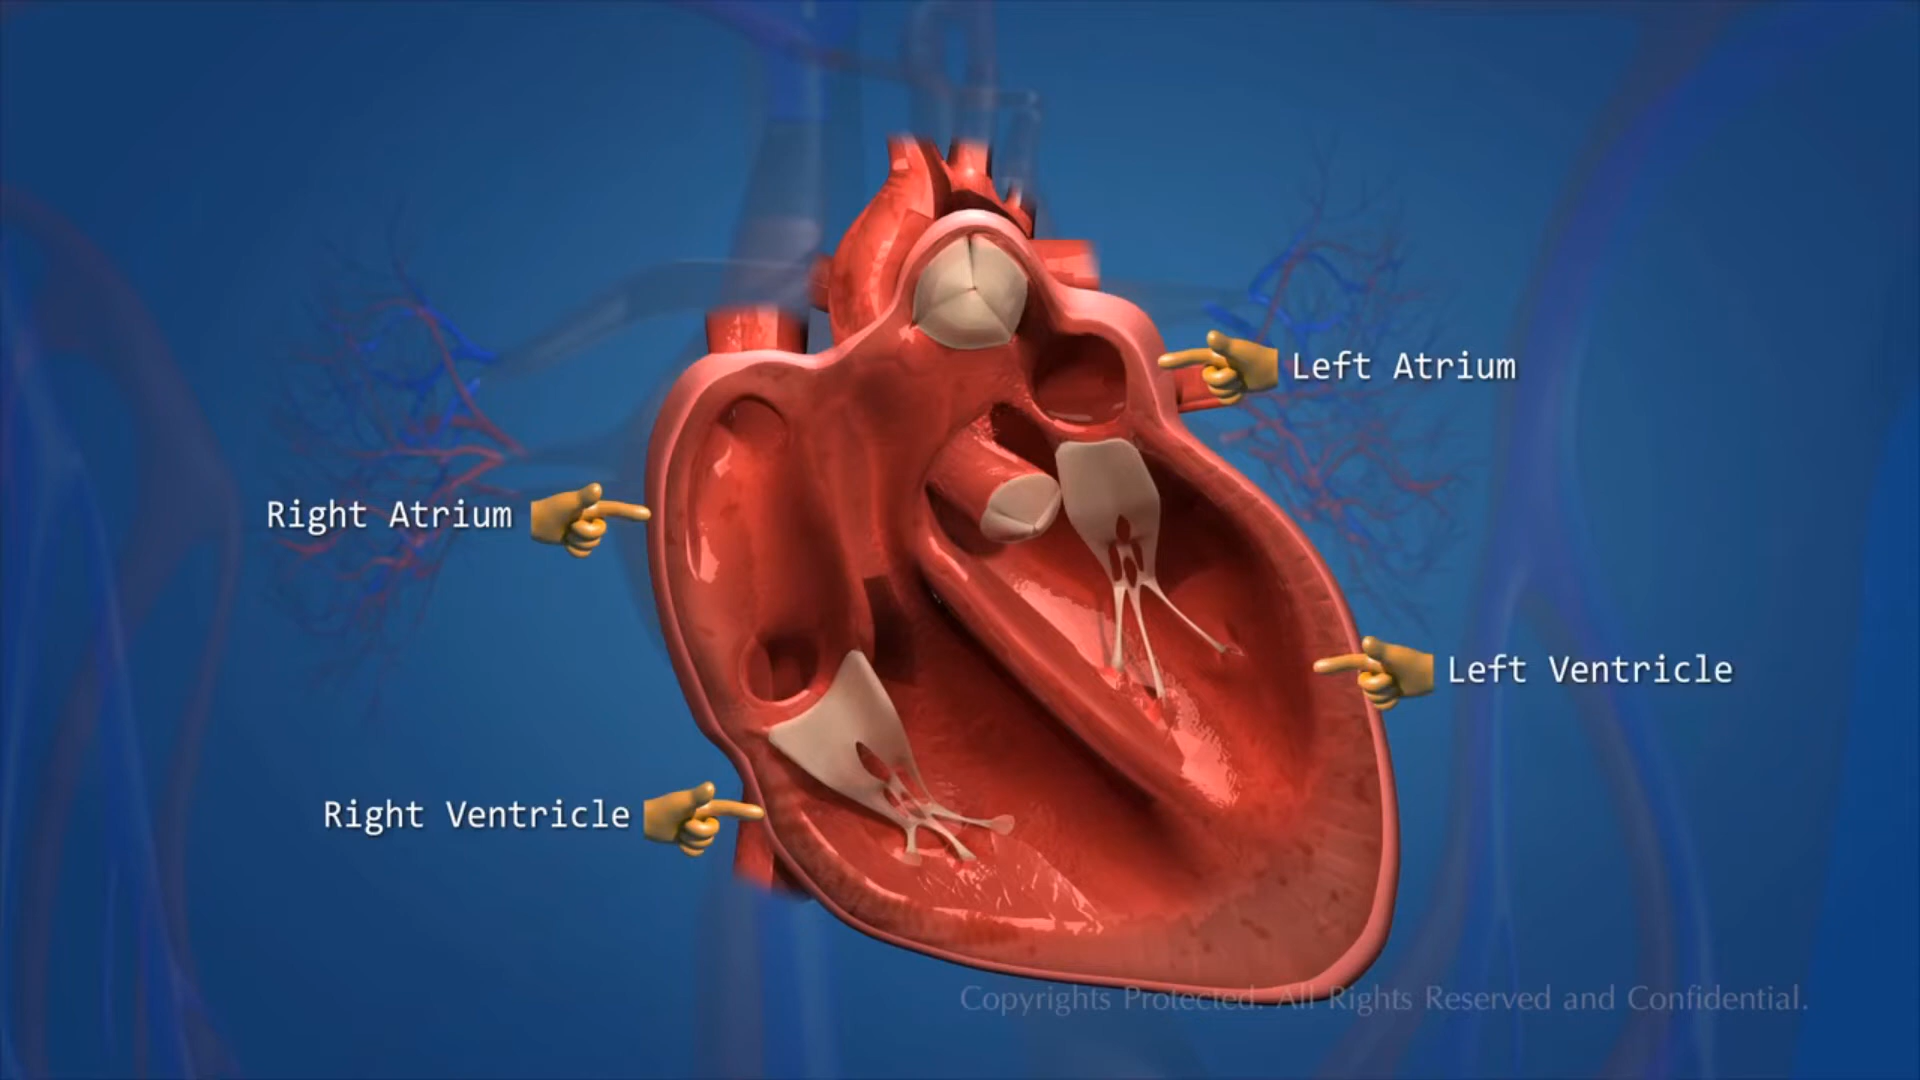 Left Atrium
Right Atrium
Left Ventricle
Right Ventricle
Copyrights Protected. All Rights Reserved and Confidential.